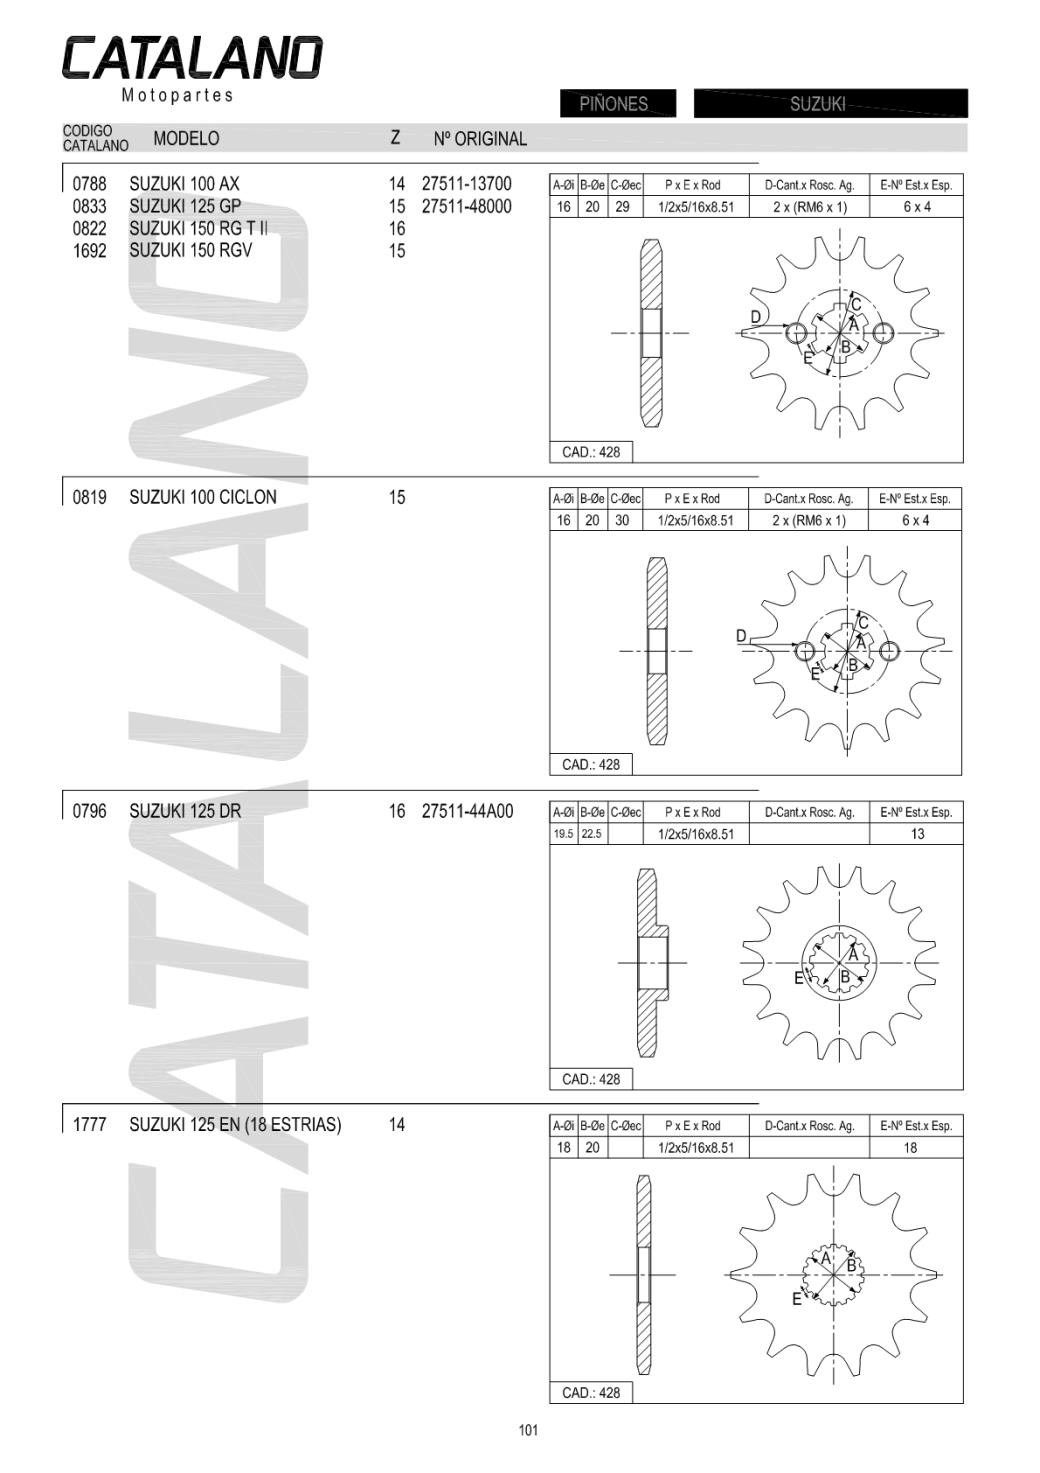 CATALANO
Motopartes
PIÑONES SUZUKI
CODIGO
CATALANO MODELO Z Nº ORIGINAL
0788 SUZUKI 100 AX 14 27511-13700
0833 SUZUKI 125 GP 15 27511-48000
0822 SUZUKI 150 RG T II 16
1692 SUZUKI 150 RGV 15
A-Øi B-Øe C-Øec P x E x Rod D-Cant.x Rosc. Ag. E-Nº Est.x Esp.
16 20 29 1/2x5/16x8.51 2 x (RM6 x 1) 6 x 4
C
D
A
B
E
CAD.: 428
0819 SUZUKI 100 CICLON 15
A-Øi B-Øe C-Øec P x E x Rod D-Cant.x Rosc. Ag. E-Nº Est.x Esp.
16 20 30 1/2x5/16x8.51 2 x (RM6 x 1) 6 x 4
C
D
A
B
E
CAD.: 428
0796 SUZUKI 125 DR 16 27511-44A00
A-Øi B-Øe C-Øec P x E x Rod D-Cant.x Rosc. Ag. E-Nº Est.x Esp.
19.5 22.5 1/2x5/16x8.51 13
A
E B
CAD.: 428
1777 SUZUKI 125 EN (18 ESTRIAS) 14
A-Øi B-Øe C-Øec P x E x Rod D-Cant.x Rosc. Ag. E-Nº Est.x Esp.
18 20 1/2x5/16x8.51 18
A B
E
CAD.: 428
CATALANO
101